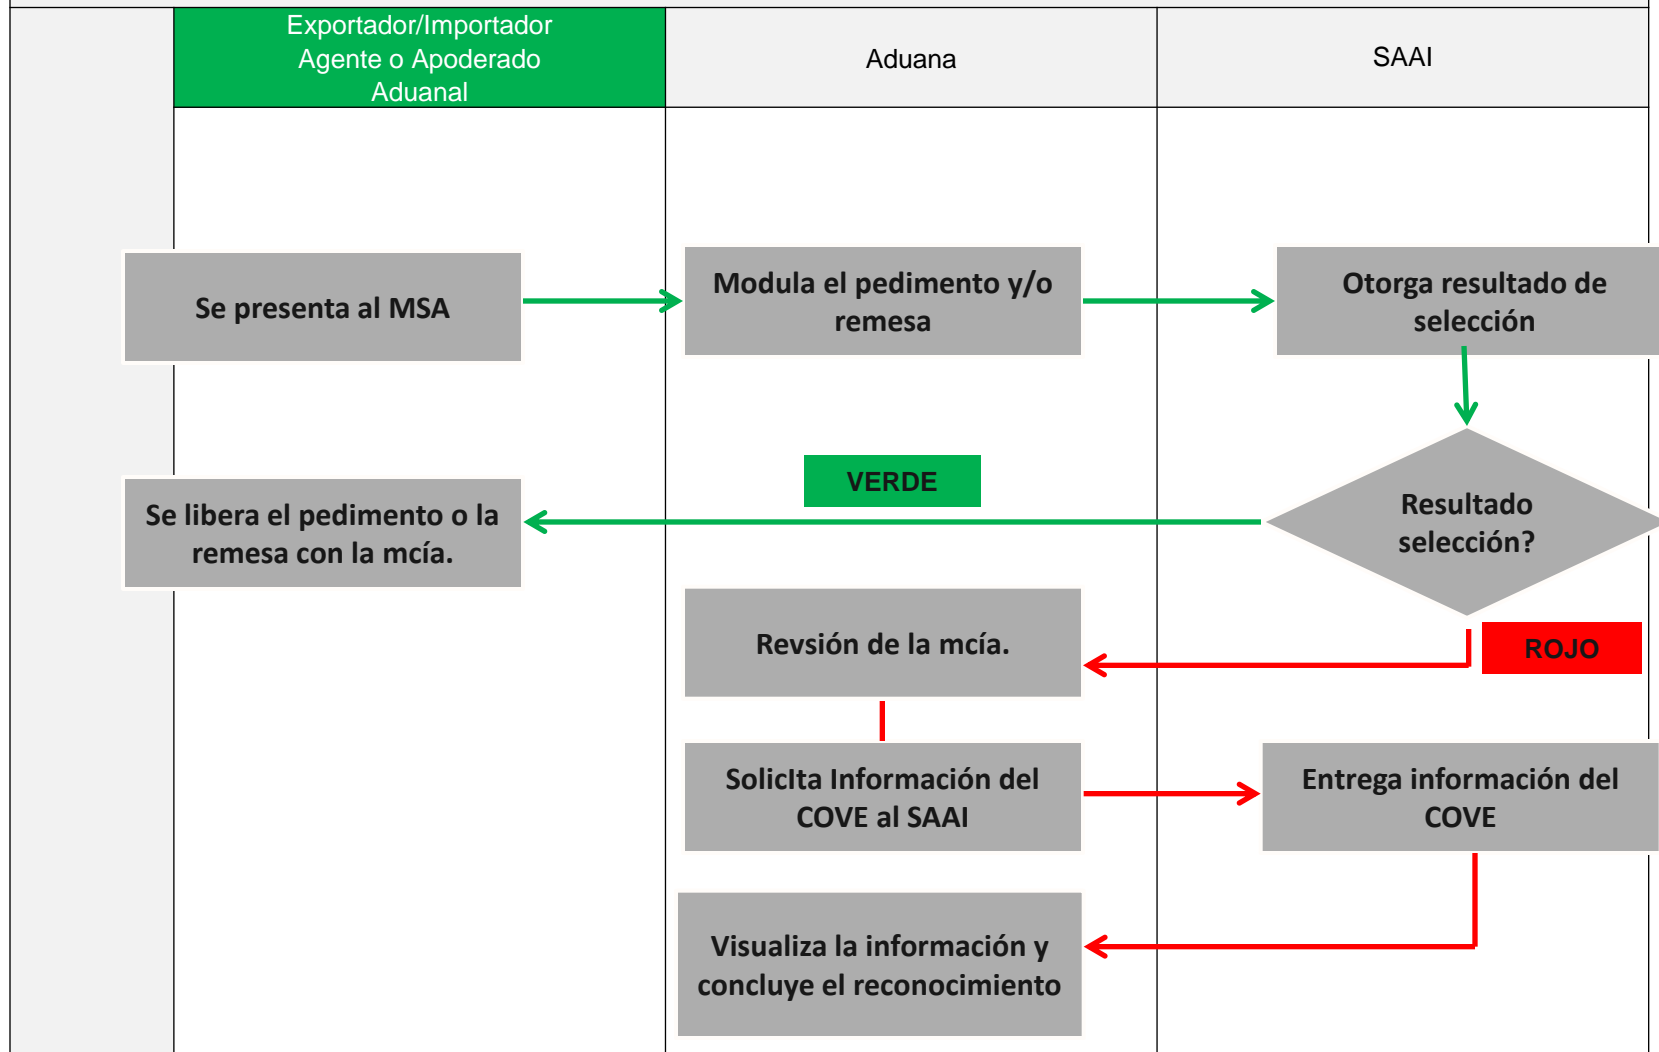 Exportador/Importador
Agente o Apoderado
Aduanal
Aduana
SAAI
Se presenta al MSA
Modula el pedimento y/o
remesa
Otorga resultado de
selección
VERDE
Se libera el pedimento o la
remesa con la mcía.
Resultado
selección?
Revsión de la mcía.
ROJO
SolicIta Información del
COVE al SAAI
Entrega información del
COVE
Visualiza la información y
concluye el reconocimiento